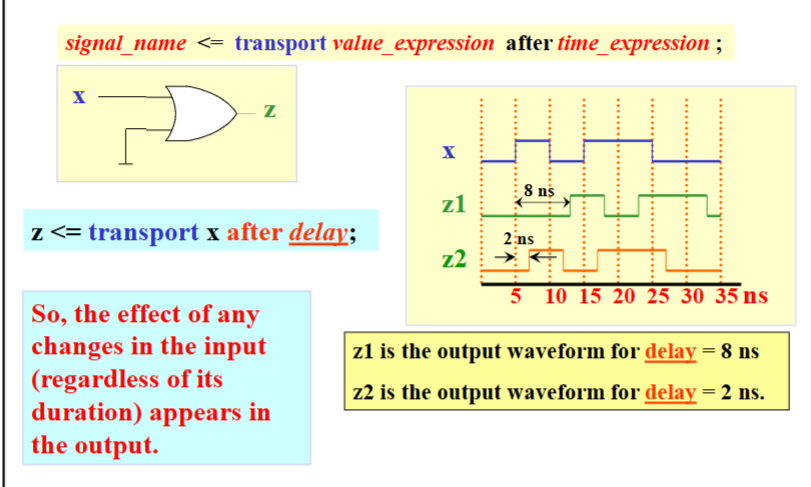 signal_name <= transport value_expression after time_expression ;
x
z
z <= transport x after delay;
So, the effect of any
changes in the input
(regardless of its
duration) appears in
the output.
x
8 ns
z1
2 ns
z2
5 10 15 20 25 30 35 ns
z1 is the output waveform for delay = 8 ns
z2 is the output waveform for delay = 2 ns.